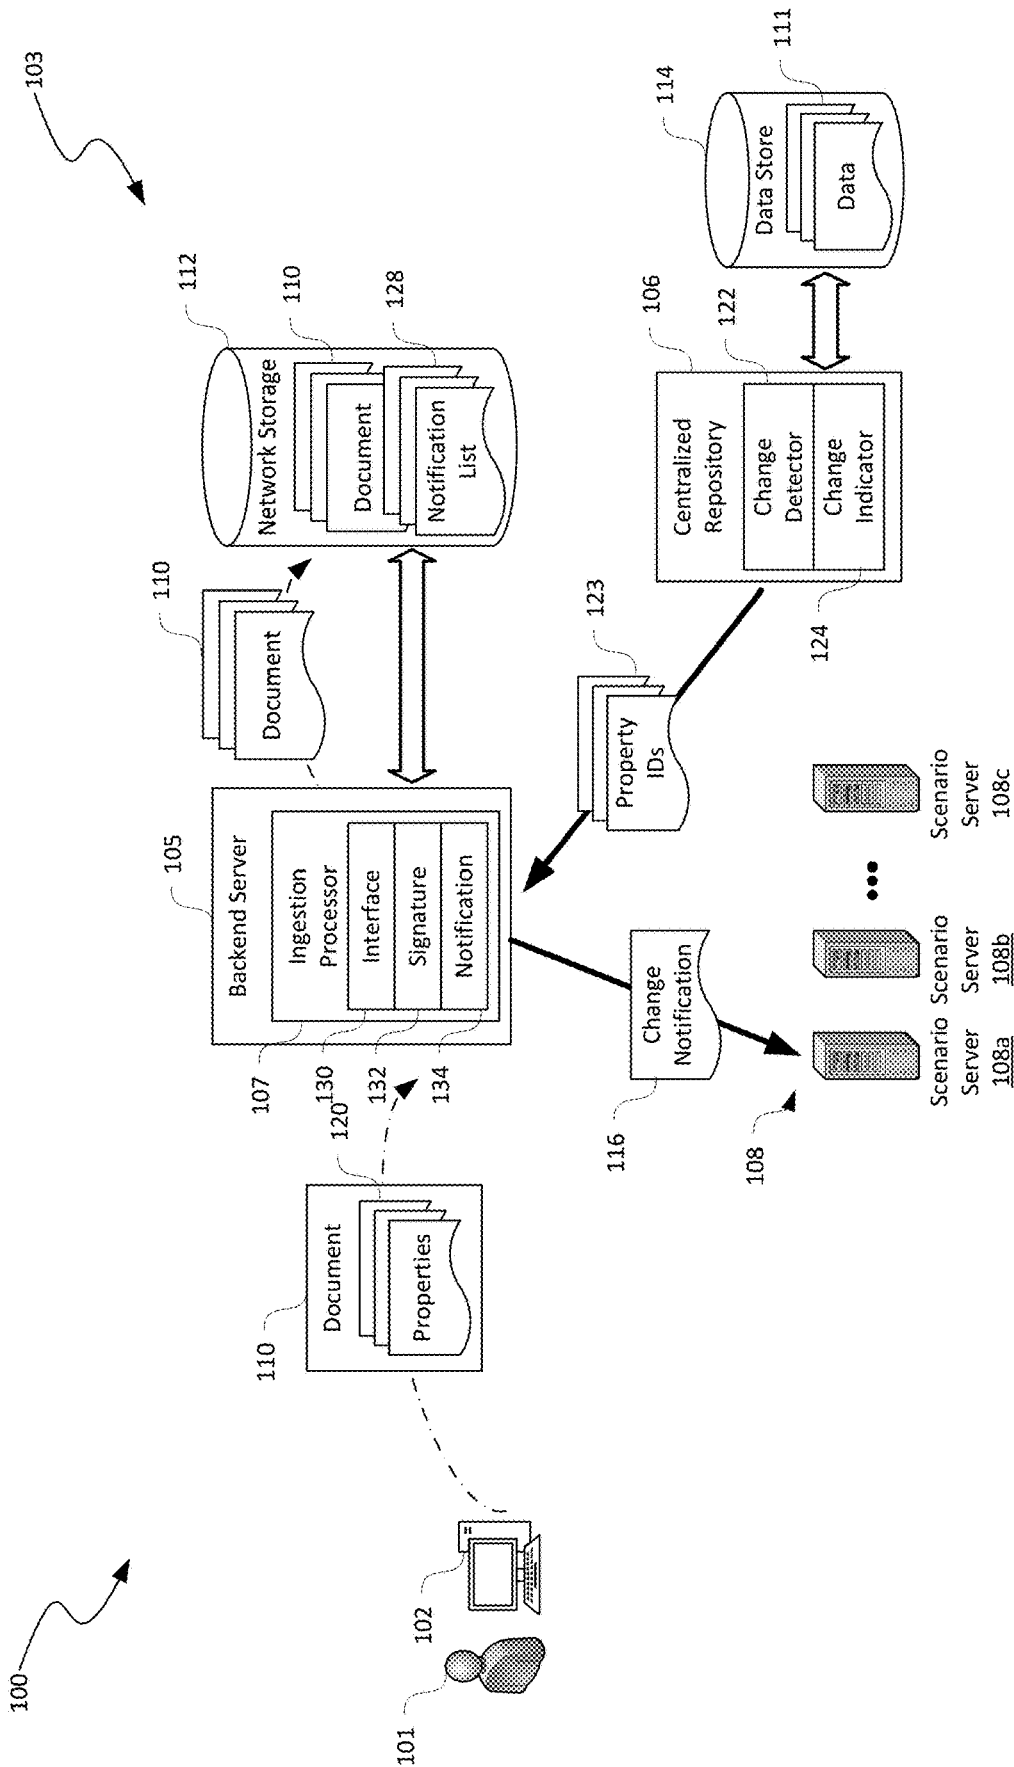 100
103
101
102
110
Document
Properties
120
105
Backend Server
107
Ingestion
Processor
130
Interface
132
Signature
134
Notification
110
Document
112
Network Storage
110
Document
128
Notification
List
116
Change
Notification
123
Property
IDs
106
Centralized
Repository
122
Change
Detector
124
Change
Indicator
114
Data Store
111
Data
108
Scenario
Server
108a
Scenario
Server
108b
Scenario
Server
108c